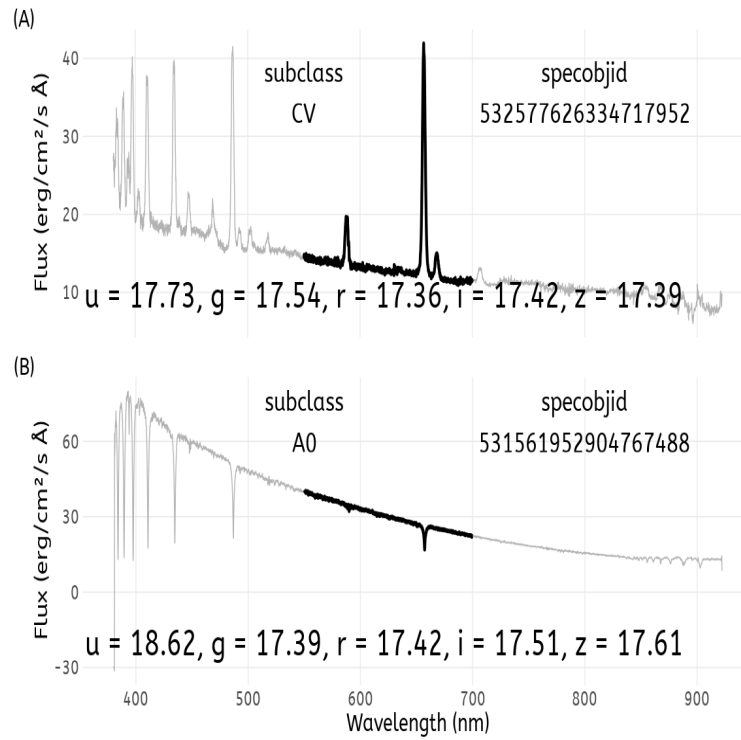 (A)
40
30
20
10
Flux (erg/cm²/s Å)
subclass specobjid
CV 532577626334717952
u = 17.73, g = 17.54, r = 17.36, i = 17.42, z = 17.39
(B)
60
30
0
-30
Flux (erg/cm²/s Å)
subclass specobjid
A0 531561952904767488
u = 18.62, g = 17.39, r = 17.42, i = 17.51, z = 17.61
400 500 600 700 800 900
Wavelength (nm)